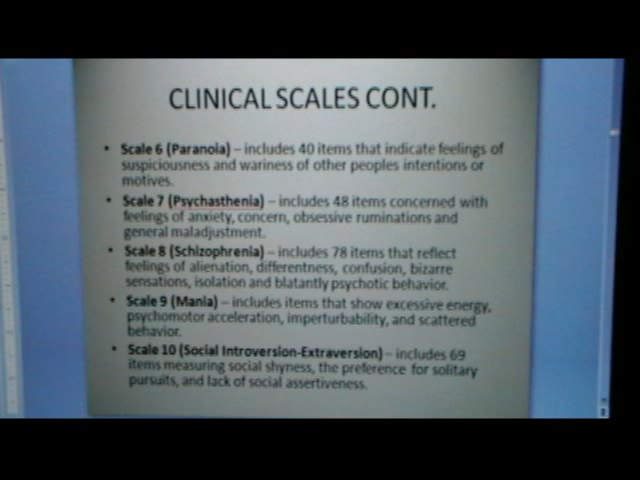 CLINICAL SCALES CONT.
• Scale 6 (Paranoia) – includes 40 items that indicate feelings of
suspiciousness and wariness of other peoples intentions or
motives.
• Scale 7 (Psychasthenia) – includes 48 items concerned with
feelings of anxiety, concern, obsessive ruminations and
general maladjustment.
• Scale 8 (Schizophrenia) – includes 78 items that reflect
feelings of alienation, differentness, confusion, bizarre
sensations, isolation and blatantly psychotic behavior.
• Scale 9 (Mania) – includes items that show excessive energy,
psychomotor acceleration, imperturbability, and scattered
behavior.
• Scale 10 (Social Introversion-Extraversion) – includes 69
items measuring social shyness, the preference for solitary
pursuits, and lack of social assertiveness.